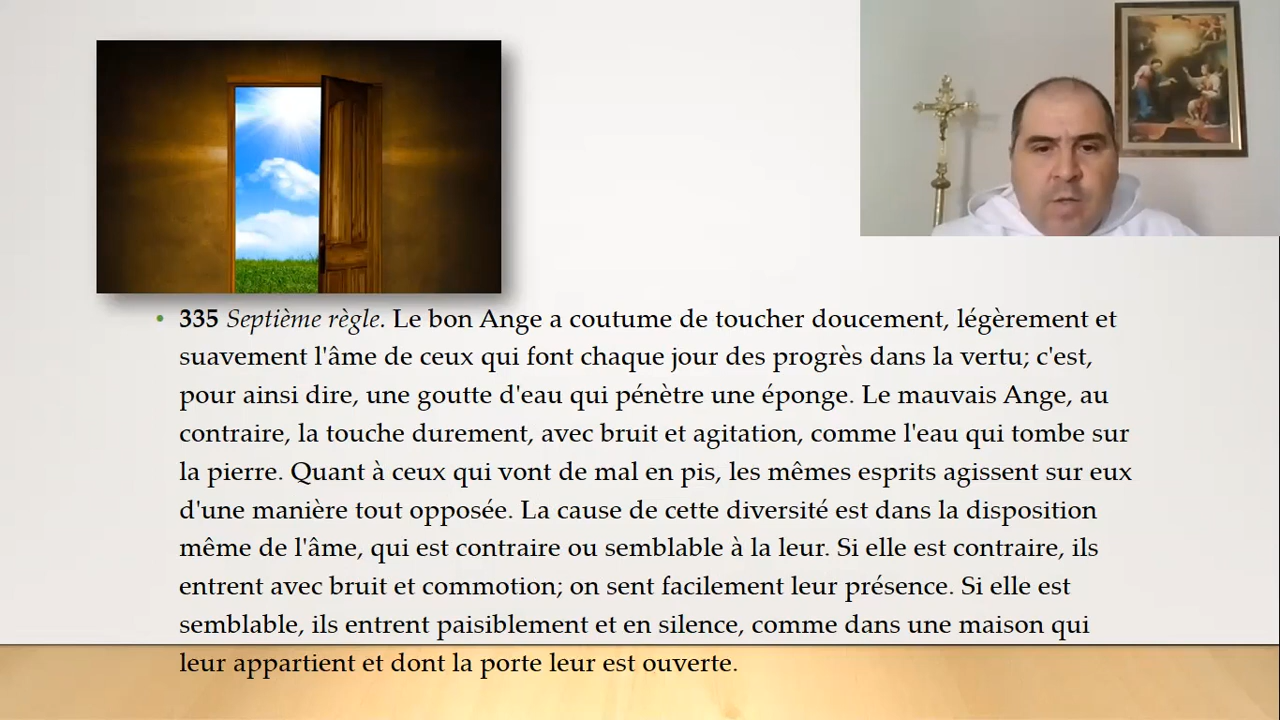 • 335 Septième règle. Le bon Ange a coutume de toucher doucement, légèrement et
suavement l'âme de ceux qui font chaque jour des progrès dans la vertu; c'est,
pour ainsi dire, une goutte d'eau qui pénètre une éponge. Le mauvais Ange, au
contraire, la touche durement, avec bruit et agitation, comme l'eau qui tombe sur
la pierre. Quant à ceux qui vont de mal en pis, les mêmes esprits agissent sur eux
d'une manière tout opposée. La cause de cette diversité est dans la disposition
même de l'âme, qui est contraire ou semblable à la leur. Si elle est contraire, ils
entrent avec bruit et commotion; on sent facilement leur présence. Si elle est
semblable, ils entrent paisiblement et en silence, comme dans une maison qui
leur appartient et dont la porte leur est ouverte.